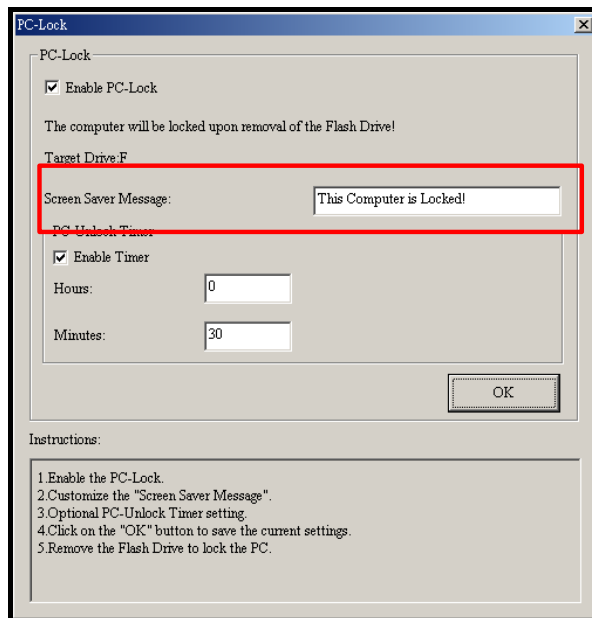 PC-Lock
PC-Lock
Enable PC-Lock
The computer will be locked upon removal of the Flash Drive!
Target Drive:F
Screen Saver Message: This Computer is Locked!
PC-Unlock Timer
Enable Timer
Hours: 0
Minutes: 30
OK
Instructions:
1.Enable the PC-Lock.
2.Customize the "Screen Saver Message".
3.Optional PC-Unlock Timer setting.
4.Click on the "OK" button to save the current settings.
5.Remove the Flash Drive to lock the PC.